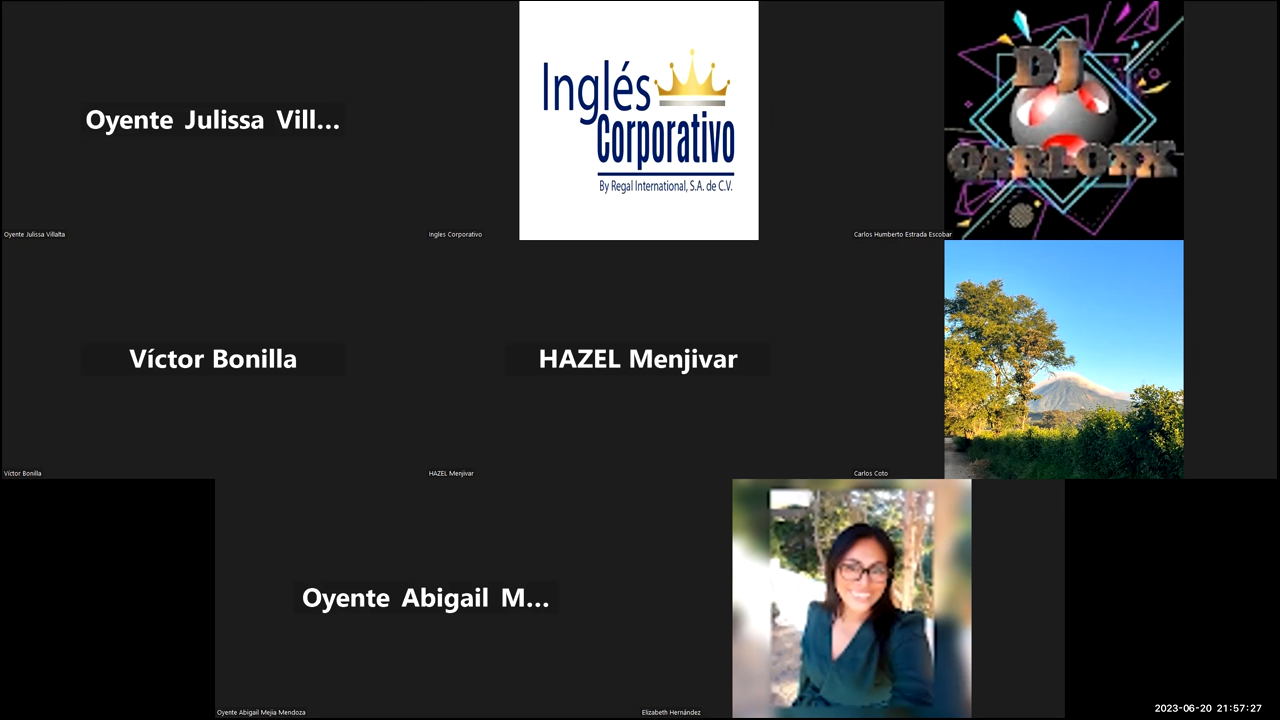 Oyente Julissa Vill...
Oyente Julissa Villalta
Inglés
Corporativo
By Regal International, S.A. de C.V.
Ingles Corporativo
DJ
QARLOXX
Carlos Humberto Estrada Escobar
Víctor Bonilla
Víctor Bonilla
HAZEL Menjivar
HAZEL Menjivar
Carlos Coto
Oyente Abigail M...
Oyente Abigail Mejia Mendoza
Elizabeth Hernández
2023-06-20 21:57:27